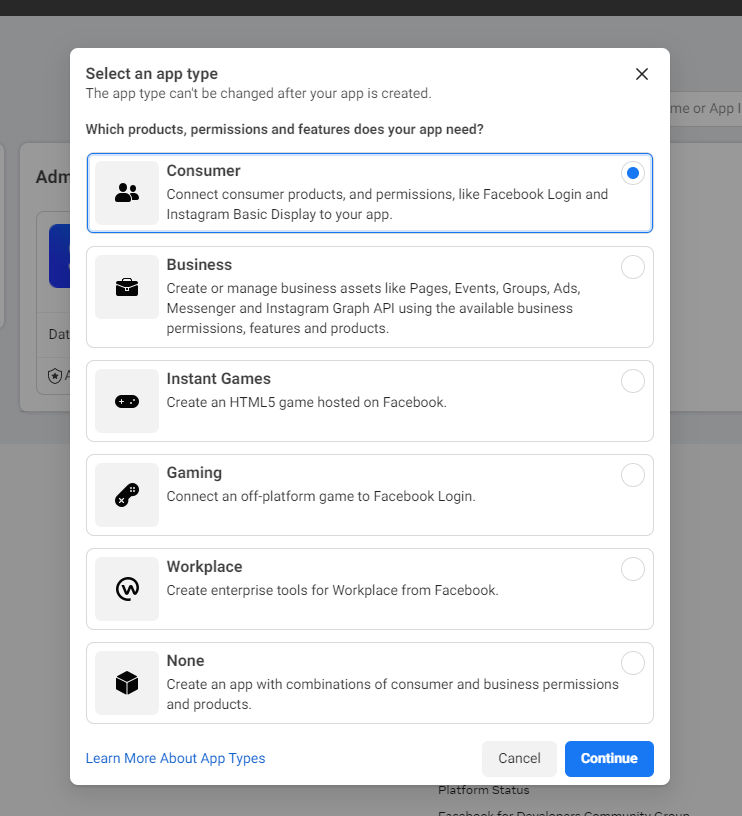 Select an app type
The app type can't be changed after your app is created.
me or App I
Which products, permissions and features does your app need?
Adm
Consumer
Connect consumer products, and permissions, like Facebook Login and
Instagram Basic Display to your app.
Business
Create or manage business assets like Pages, Events, Groups, Ads,
Messenger and Instagram Graph API using the available business
permissions, features and products.
Dat
A
Instant Games
Create an HTML5 game hosted on Facebook.
Gaming
Connect an off-platform game to Facebook Login.
Workplace
Create enterprise tools for Workplace from Facebook.
None
Create an app with combinations of consumer and business permissions
and products.
Learn More About App Types
Cancel
Continue
Platform Status
Facebook for Developers Community Group